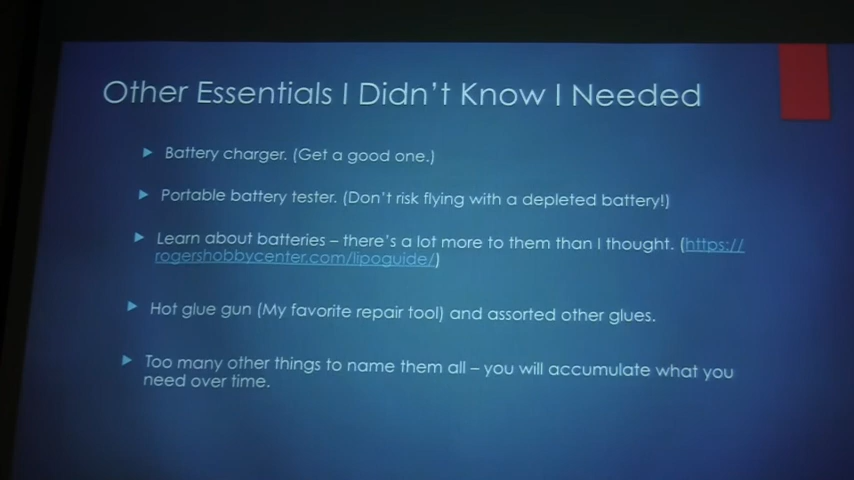 Other Essentials I Didn't Know I Needed
Battery charger. (Get a good one.)
Portable battery tester. (Don't risk flying with a depleted battery!)
Learn about batteries – there's a lot more to them than I thought. (https://
rogershobbycenter.com/lipoguide/)
Hot glue gun (My favorite repair tool) and assorted other glues.
Too many other things to name them all – you will accumulate what you
need over time.